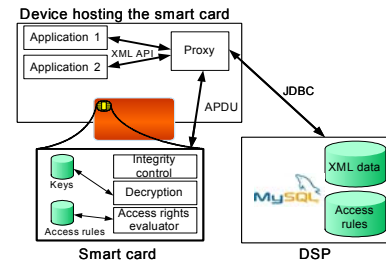 Device hosting the smart card
Application 1
Application 2
XML API
Proxy
APDU
JDBC
Integrity
control
Decryption
Access rights
evaluator
Keys
Access rules
Smart card
XML data
MySQL
Access
rules
DSP